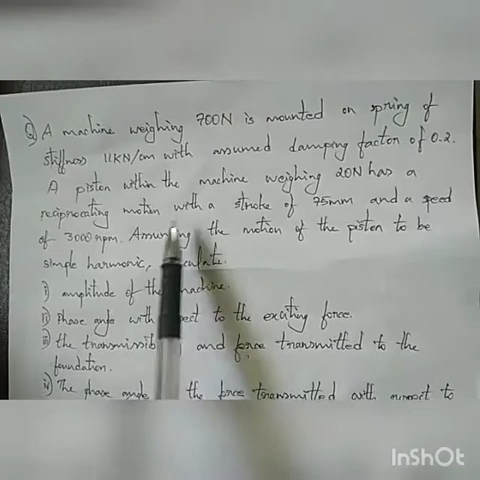 Q) A machine weighing 700N is mounted on spring of
stiffness 11KN/cm with assumed damping factor of 0.2.
A piston within the machine weighing 20N has a
reciprocating motion with a stroke of 75mm and a speed
of 3000 rpm. Assuming the motion of the piston to be
simple harmonic,
i) amplitude of the machine.
ii) Phase angle with to the exciting force.
iii) the and force transmitted to the
foundation.
iv) The phase angle the force transmitted with respect to
InShOt